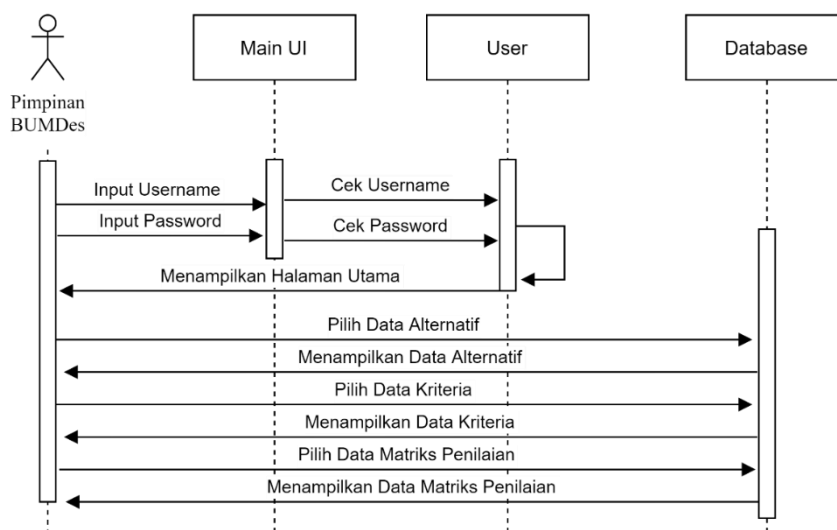 Main UI
User
Database
Pimpinan
BUMDes
Input Username
Cek Username
Input Password
Cek Password
Menampilkan Halaman Utama
Pilih Data Alternatif
Menampilkan Data Alternatif
Pilih Data Kriteria
Menampilkan Data Kriteria
Pilih Data Matriks Penilaian
Menampilkan Data Matriks Penilaian